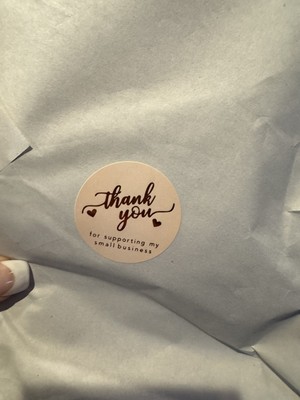 thank
you
for supporting my
small business